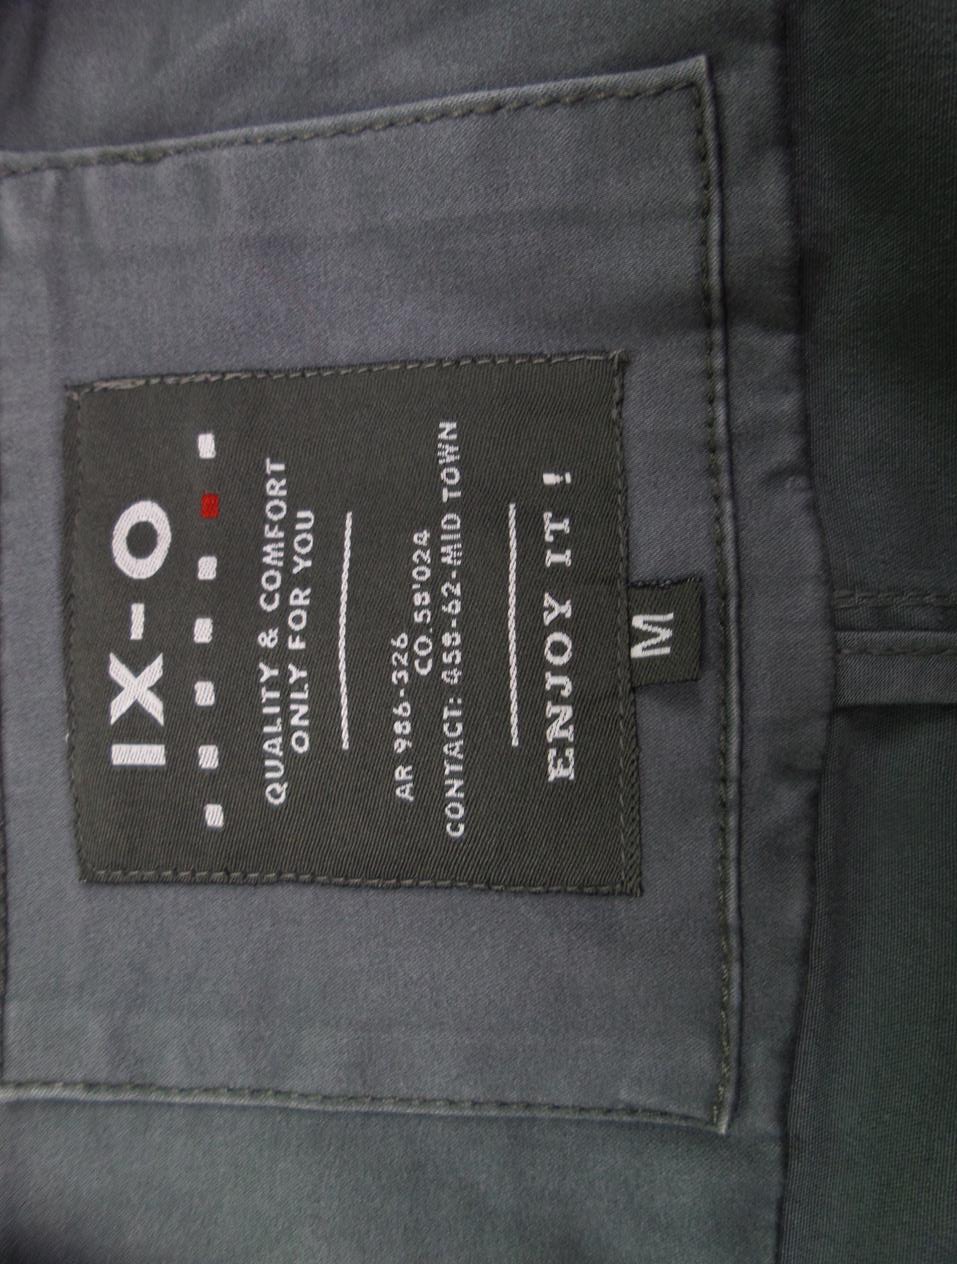 IX-O
QUALITY & COMFORT
ONLY FOR YOU
AR 986-326
CO.58'024
CONTACT: 458-62-MID TOWN
ENJOY IT !
M